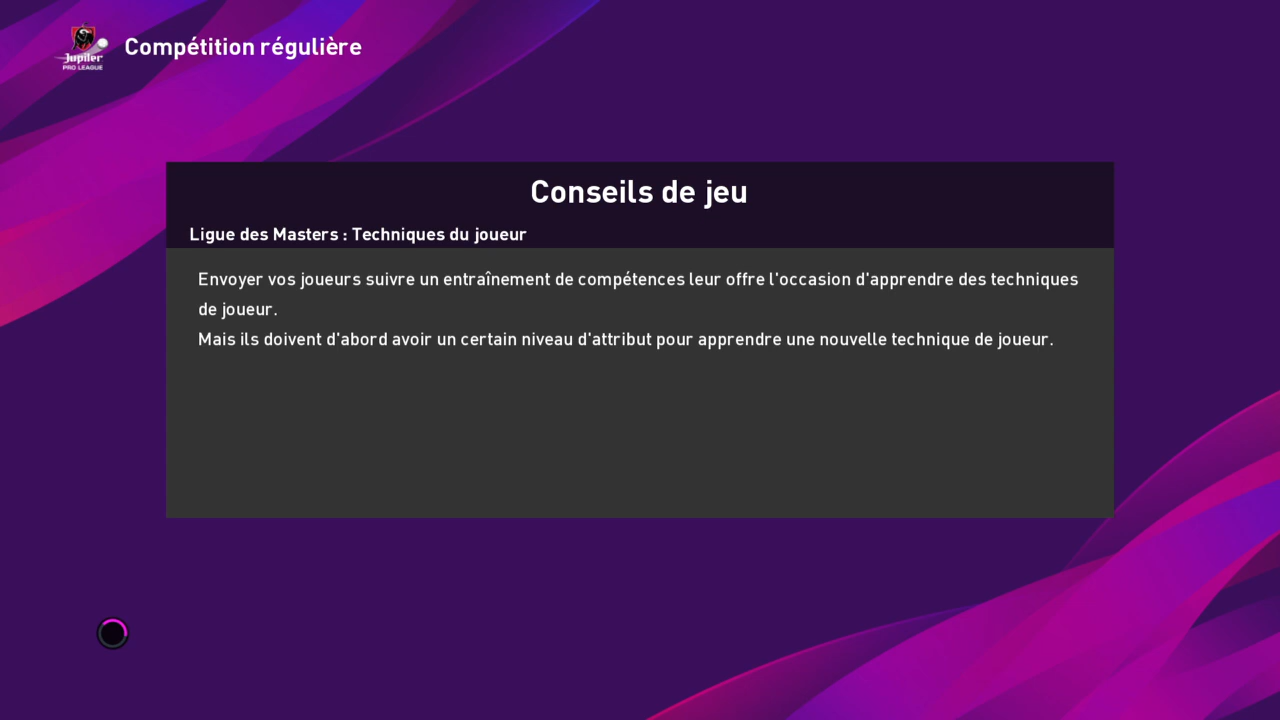 Jupiler
PRO LEAGUE
Compétition régulière
Conseils de jeu
Ligue des Masters : Techniques du joueur
Envoyer vos joueurs suivre un entraînement de compétences leur offre l'occasion d'apprendre des techniques
de joueur.
Mais ils doivent d'abord avoir un certain niveau d'attribut pour apprendre une nouvelle technique de joueur.